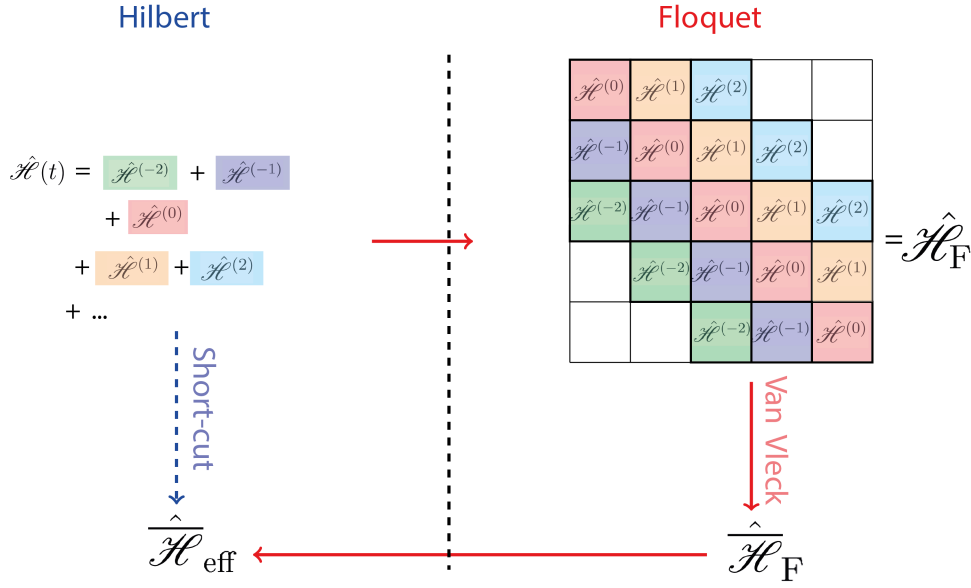 Hilbert
Floquet
ℋ̂(t) = ℋ̂⁽⁻²⁾ + ℋ̂⁽⁻¹⁾
+ ℋ̂⁽⁰⁾
+ ℋ̂⁽¹⁾ + ℋ̂⁽²⁾
+ ...
ℋ̂⁽⁰⁾ ℋ̂⁽¹⁾ ℋ̂⁽²⁾
ℋ̂⁽⁻¹⁾ ℋ̂⁽⁰⁾ ℋ̂⁽¹⁾ ℋ̂⁽²⁾
ℋ̂⁽⁻²⁾ ℋ̂⁽⁻¹⁾ ℋ̂⁽⁰⁾ ℋ̂⁽¹⁾ ℋ̂⁽²⁾
ℋ̂⁽⁻²⁾ ℋ̂⁽⁻¹⁾ ℋ̂⁽⁰⁾ ℋ̂⁽¹⁾
ℋ̂⁽⁻²⁾ ℋ̂⁽⁻¹⁾ ℋ̂⁽⁰⁾
= ℋ̂_F
Short-cut
Van Vleck
ℋ̅̂_eff
ℋ̅̂_F